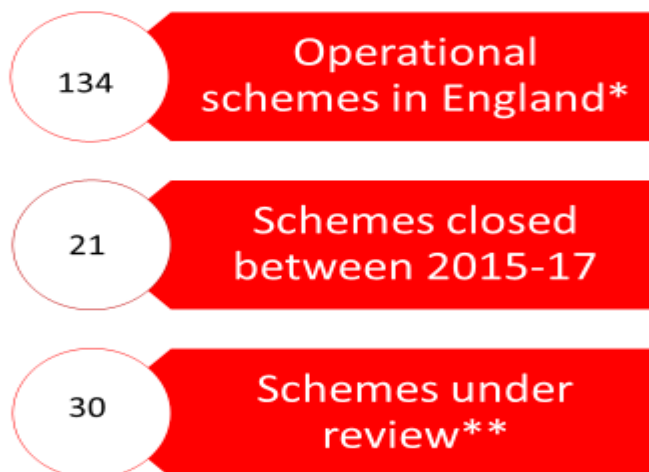 134
Operational
schemes in England*
21
Schemes closed
between 2015-17
30
Schemes under
review**